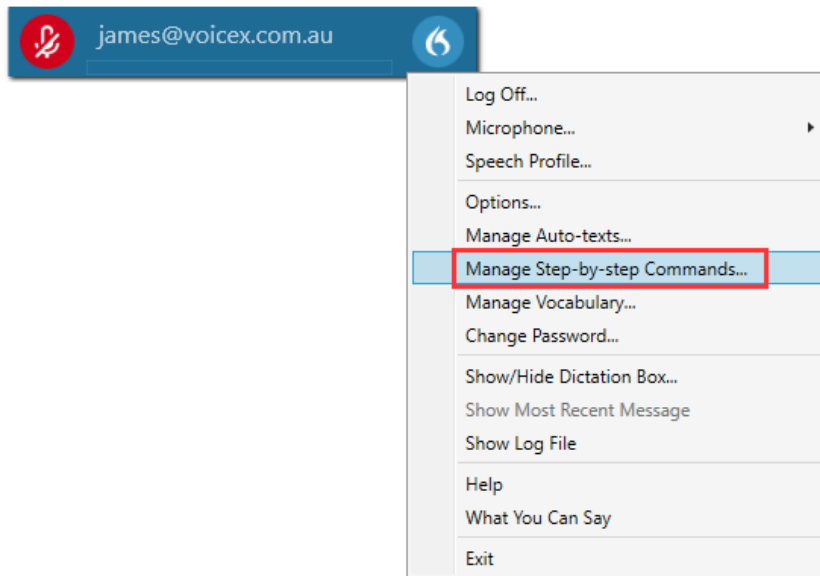 james@voicex.com.au
Log Off...
Microphone...
Speech Profile...
Options...
Manage Auto-texts...
Manage Step-by-step Commands...
Manage Vocabulary...
Change Password...
Show/Hide Dictation Box...
Show Most Recent Message
Show Log File
Help
What You Can Say
Exit